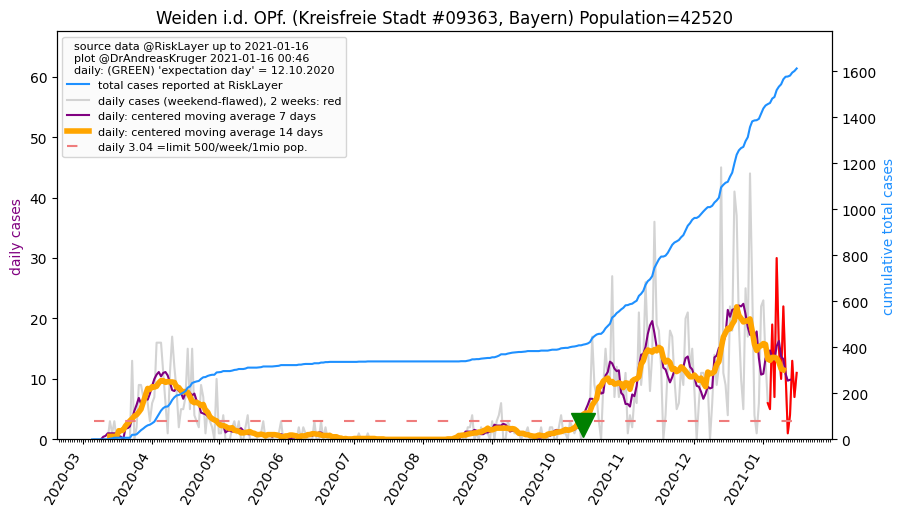 Weiden i.d. OPf. (Kreisfreie Stadt #09363, Bayern) Population=42520
source data @RiskLayer up to 2021-01-16
plot @DrAndreasKruger 2021-01-16 00:46
daily: (GREEN) 'expectation day' = 12.10.2020
total cases reported at RiskLayer
daily cases (weekend-flawed), 2 weeks: red
daily: centered moving average 7 days
daily: centered moving average 14 days
daily 3.04 =limit 500/week/1mio pop.
daily cases
0
10
20
30
40
50
60
cumulative total cases
0
200
400
600
800
1000
1200
1400
1600
2020-03
2020-04
2020-05
2020-06
2020-07
2020-08
2020-09
2020-10
2020-11
2020-12
2021-01